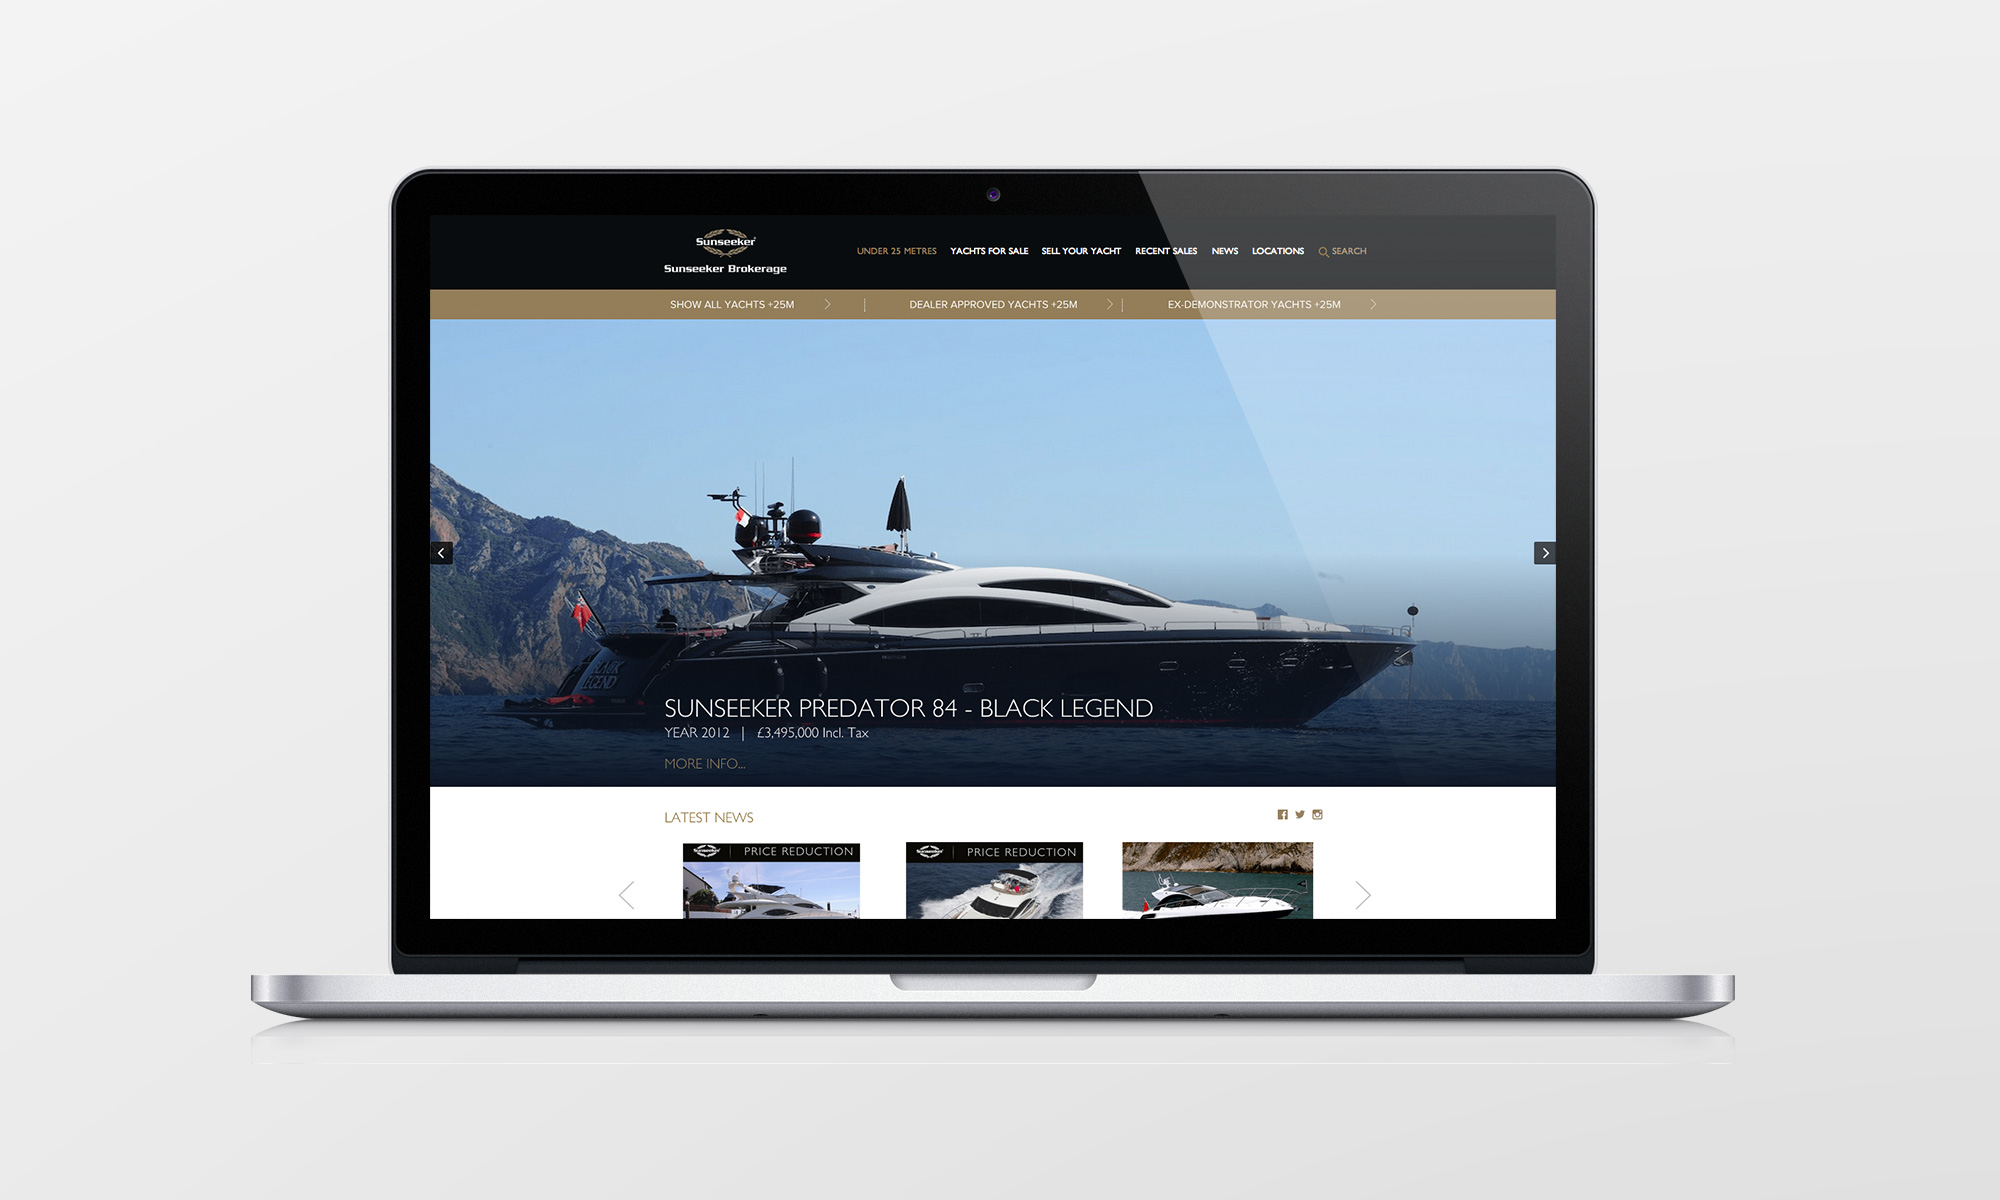 Sunseeker
Sunseeker Brokerage
UNDER 25 METRES YACHTS FOR SALE SELL YOUR YACHT RECENT SALES NEWS LOCATIONS SEARCH
SHOW ALL YACHTS +25M | DEALER APPROVED YACHTS +25M | EX-DEMONSTRATOR YACHTS +25M
BLACK
LEGEND
SUNSEEKER PREDATOR 84 - BLACK LEGEND
YEAR 2012 | £3,495,000 Incl. Tax
MORE INFO...
LATEST NEWS
Sunseeker | PRICE REDUCTION
Sunseeker | PRICE REDUCTION